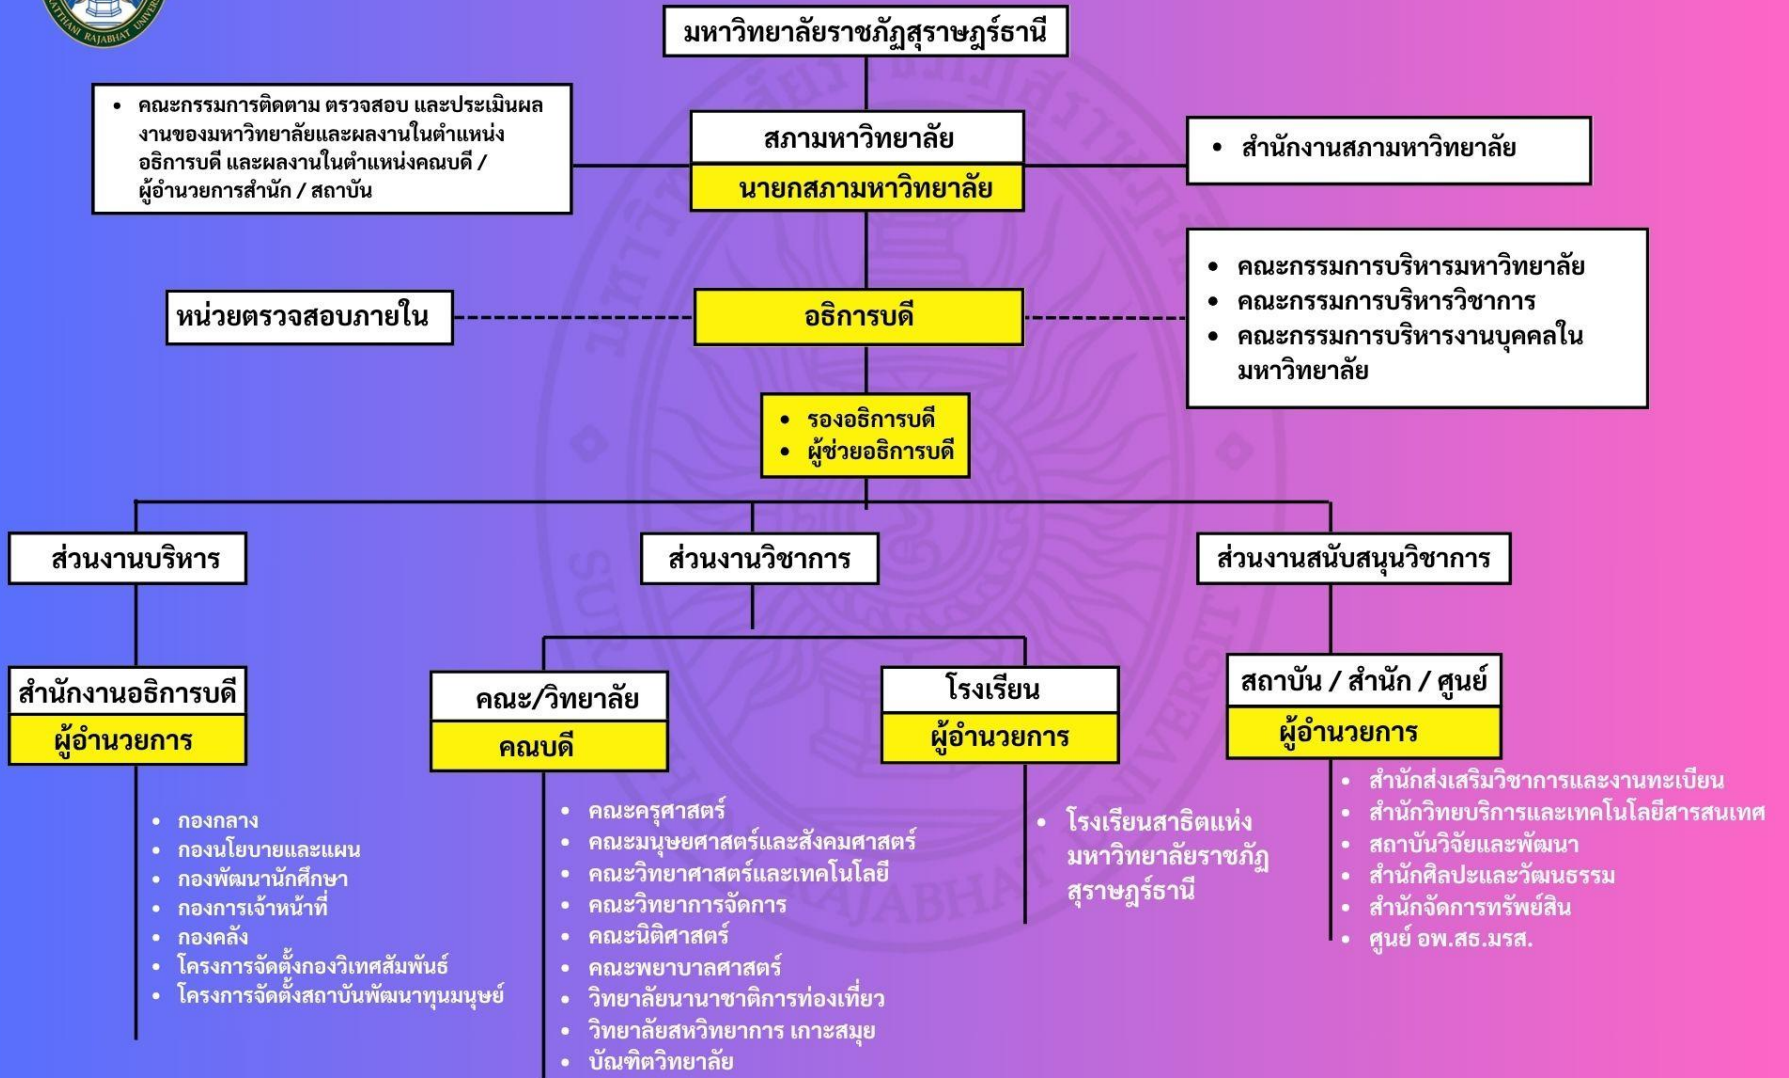 TTHANI RAJABHAT UNIVER
มหาวิทยาลัยราชภัฏสุราษฎร์ธานี
• คณะกรรมการติดตาม ตรวจสอบ และประเมินผล
งานของมหาวิทยาลัยและผลงานในตำแหน่ง
อธิการบดี และผลงานในตำแหน่งคณบดี /
ผู้อำนวยการสำนัก / สถาบัน
สภามหาวิทยาลัย
นายกสภามหาวิทยาลัย
• สำนักงานสภามหาวิทยาลัย
หน่วยตรวจสอบภายใน
อธิการบดี
• คณะกรรมการบริหารมหาวิทยาลัย
• คณะกรรมการบริหารวิชาการ
• คณะกรรมการบริหารงานบุคคลใน
มหาวิทยาลัย
• รองอธิการบดี
• ผู้ช่วยอธิการบดี
ส่วนงานบริหาร
ส่วนงานวิชาการ
ส่วนงานสนับสนุนวิชาการ
สำนักงานอธิการบดี
ผู้อำนวยการ
• กองกลาง
• กองนโยบายและแผน
• กองพัฒนานักศึกษา
• กองการเจ้าหน้าที่
• กองคลัง
• โครงการจัดตั้งกองวิเทศสัมพันธ์
• โครงการจัดตั้งสถาบันพัฒนาทุนมนุษย์
คณะ/วิทยาลัย
คณบดี
• คณะครุศาสตร์
• คณะมนุษยศาสตร์และสังคมศาสตร์
• คณะวิทยาศาสตร์และเทคโนโลยี
• คณะวิทยาการจัดการ
• คณะนิติศาสตร์
• คณะพยาบาลศาสตร์
• วิทยาลัยนานาชาติการท่องเที่ยว
• วิทยาลัยสหวิทยาการ เกาะสมุย
• บัณฑิตวิทยาลัย
โรงเรียน
ผู้อำนวยการ
• โรงเรียนสาธิตแห่ง
มหาวิทยาลัยราชภัฏ
สุราษฎร์ธานี
สถาบัน / สำนัก / ศูนย์
ผู้อำนวยการ
• สำนักส่งเสริมวิชาการและงานทะเบียน
• สำนักวิทยบริการและเทคโนโลยีสารสนเทศ
• สถาบันวิจัยและพัฒนา
• สำนักศิลปะและวัฒนธรรม
• สำนักจัดการทรัพย์สิน
• ศูนย์ อพ.สธ.มรส.